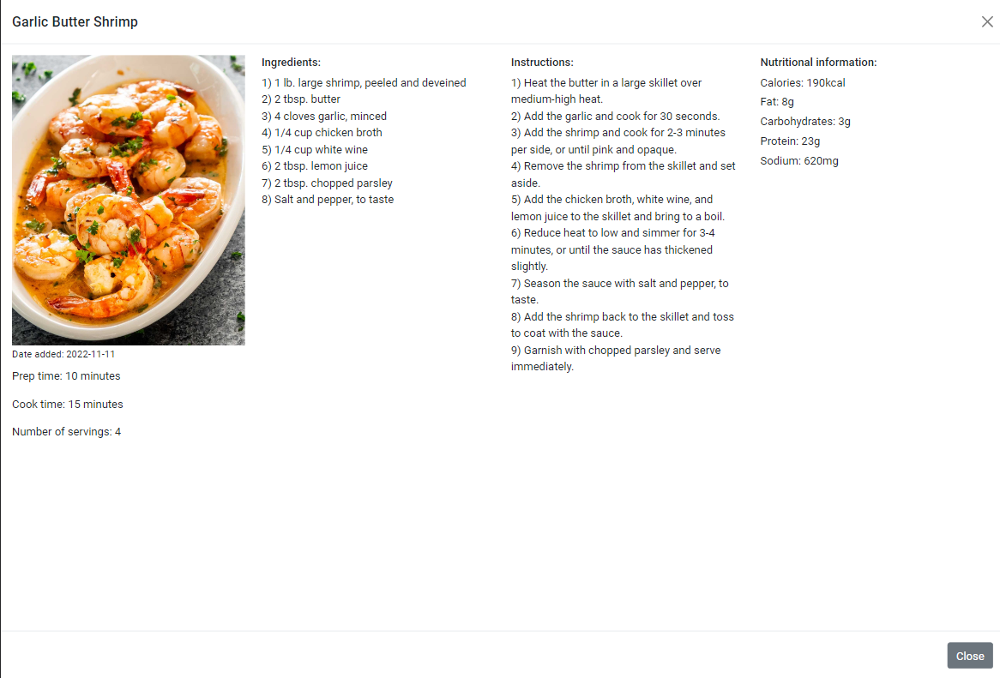 Garlic Butter Shrimp
Date added: 2022-11-11
Prep time: 10 minutes
Cook time: 15 minutes
Number of servings: 4
Ingredients:
1) 1 lb. large shrimp, peeled and deveined
2) 2 tbsp. butter
3) 4 cloves garlic, minced
4) 1/4 cup chicken broth
5) 1/4 cup white wine
6) 2 tbsp. lemon juice
7) 2 tbsp. chopped parsley
8) Salt and pepper, to taste
Instructions:
1) Heat the butter in a large skillet over
medium-high heat.
2) Add the garlic and cook for 30 seconds.
3) Add the shrimp and cook for 2-3 minutes
per side, or until pink and opaque.
4) Remove the shrimp from the skillet and set
aside.
5) Add the chicken broth, white wine, and
lemon juice to the skillet and bring to a boil.
6) Reduce heat to low and simmer for 3-4
minutes, or until the sauce has thickened
slightly.
7) Season the sauce with salt and pepper, to
taste.
8) Add the shrimp back to the skillet and toss
to coat with the sauce.
9) Garnish with chopped parsley and serve
immediately.
Nutritional information:
Calories: 190kcal
Fat: 8g
Carbohydrates: 3g
Protein: 23g
Sodium: 620mg
Close